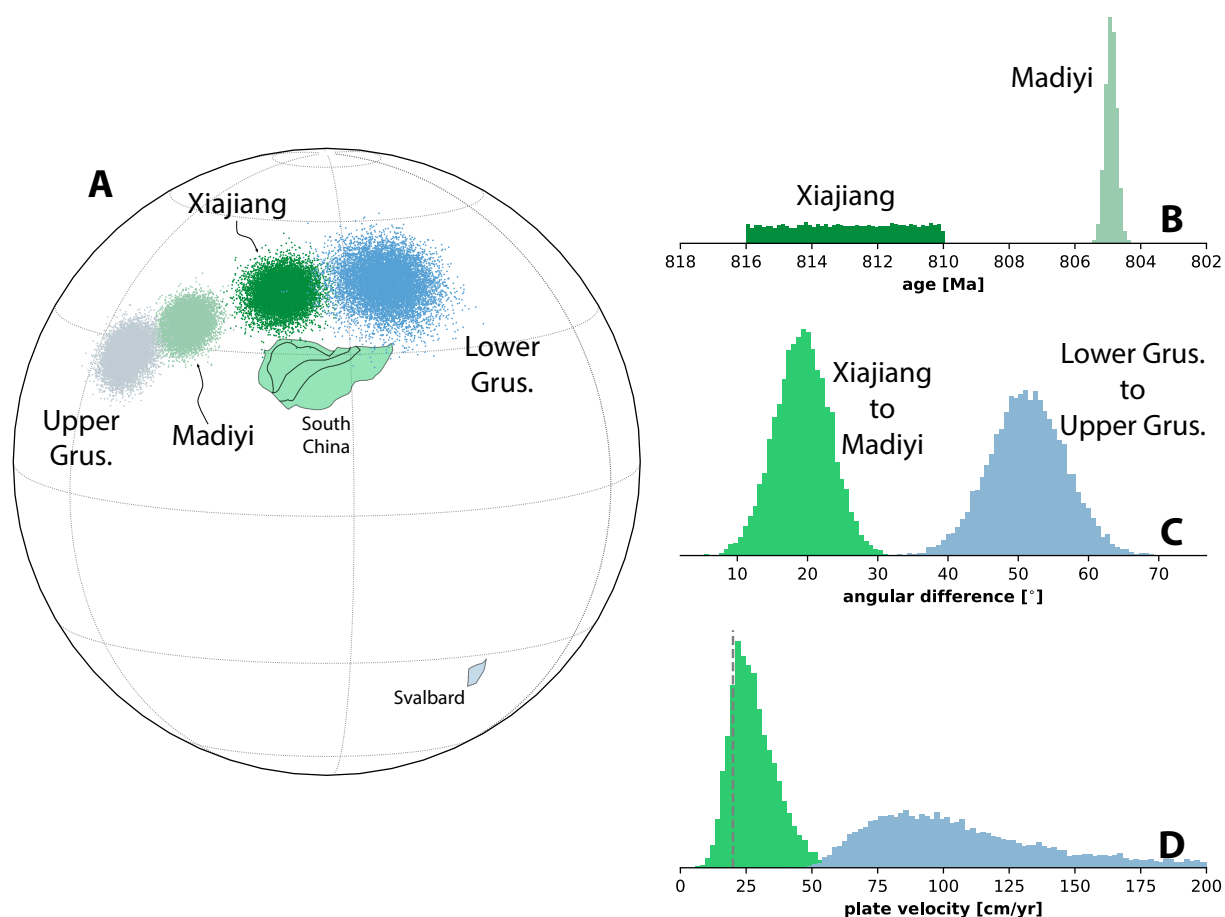 A
Xiajiang
Lower
Grus.
Upper
Grus.
Madiyi
South
China
Svalbard
Madiyi
Xiajiang
B
818 816 814 812 810 808 806 804 802
age [Ma]
Xiajiang
to
Madiyi
Lower Grus.
to
Upper Grus.
C
10 20 30 40 50 60 70
angular difference [°]
D
0 25 50 75 100 125 150 175 200
plate velocity [cm/yr]